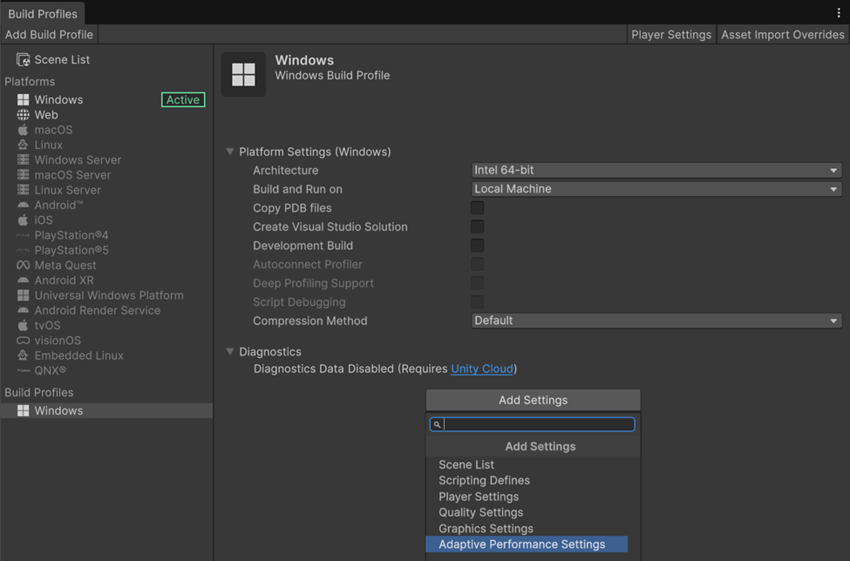 Build Profiles
Add Build Profile
Player Settings
Asset Import Overrides
Scene List
Platforms
Windows
Active
Web
macOS
Linux
Windows Server
macOS Server
Linux Server
Android™
iOS
PlayStation®4
PlayStation®5
Meta Quest
Android XR
Universal Windows Platform
Android Render Service
tvOS
visionOS
Embedded Linux
QNX®
Build Profiles
Windows
Windows
Windows Build Profile
Platform Settings (Windows)
Architecture Intel 64-bit
Build and Run on Local Machine
Copy PDB files
Create Visual Studio Solution
Development Build
Autoconnect Profiler
Deep Profiling Support
Script Debugging
Compression Method Default
Diagnostics
Diagnostics Data Disabled (Requires Unity Cloud)
Add Settings
Add Settings
Scene List
Scripting Defines
Player Settings
Quality Settings
Graphics Settings
Adaptive Performance Settings